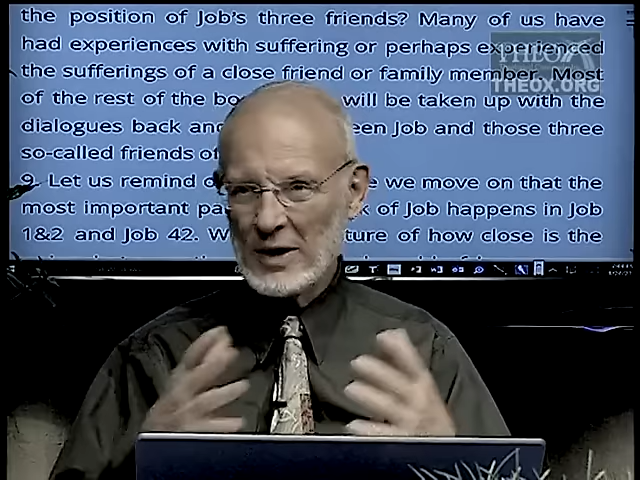 the position of Job's three friends? Many of us have
had experiences with suffering or perhaps experienced
the sufferings of a close friend or family member. Most
of the rest of the bo will be taken up with the
dialogues back and een Job and those three
so-called friends of
9. Let us remind o e we move on that the
most important pa k of Job happens in Job
1&2 and Job 42. W ture of how close is the
THEOX
THEOX.ORG